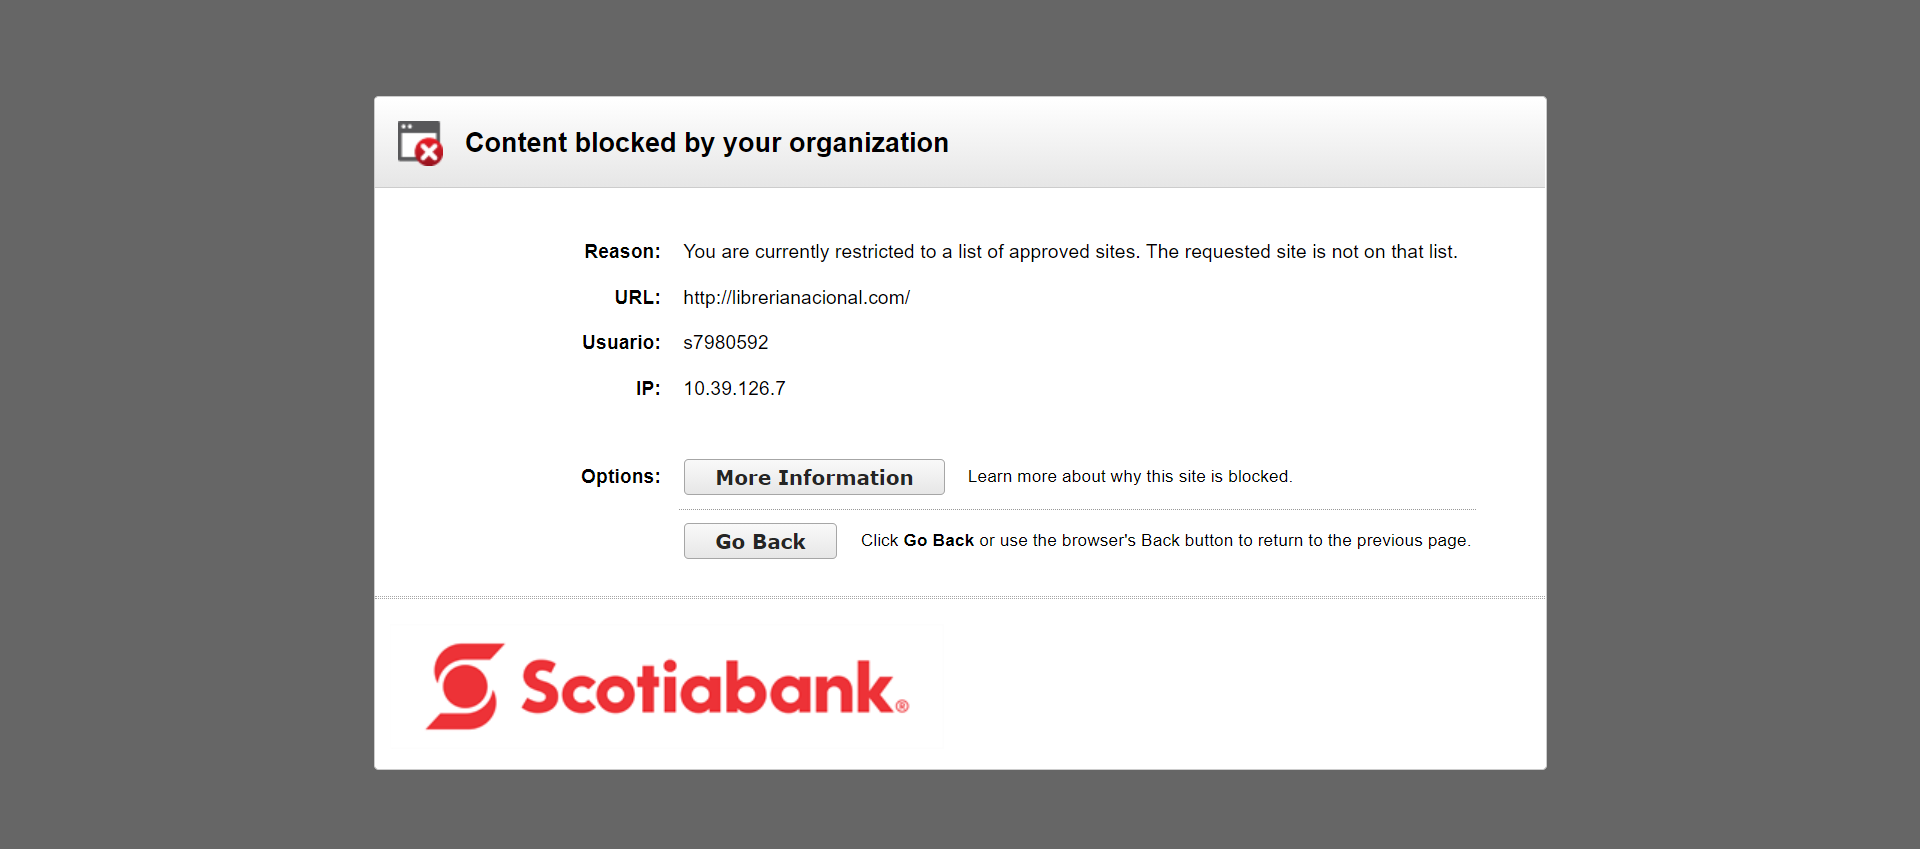 Content blocked by your organization
Reason: You are currently restricted to a list of approved sites. The requested site is not on that list.
URL: http://librerianacional.com/
Usuario: s7980592
IP: 10.39.126.7
Options: More Information Learn more about why this site is blocked.
Go Back Click Go Back or use the browser's Back button to return to the previous page.
Scotiabank®